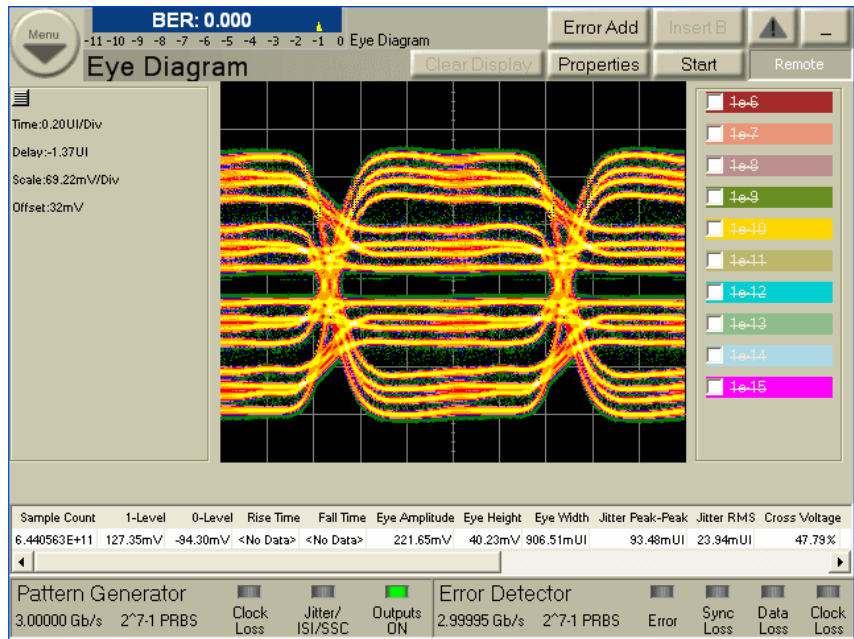 Menu
BER: 0.000
-11 -10 -9 -8 -7 -6 -5 -4 -3 -2 -1 0 Eye Diagram
Error Add
Insert B
Eye Diagram
Clear Display
Properties
Start
Remote
Time:0.20UI/Div
Delay:-1.37UI
Scale:69.22mV/Div
Offset:32mV
1e-6
1e-7
1e-8
1e-9
1e-10
1e-11
1e-12
1e-13
1e-14
1e-15
Sample Count 1-Level 0-Level Rise Time Fall Time Eye Amplitude Eye Height Eye Width Jitter Peak-Peak Jitter RMS Cross Voltage
6.440563E+11 127.35mV -94.30mV <No Data> <No Data> 221.65mV 40.23mV 906.51mUI 93.48mUI 23.94mUI 47.79%
Pattern Generator
3.00000 Gb/s 2^7-1 PRBS
Clock Loss
Jitter/ ISI/SSC
Outputs ON
Error Detector
2.99995 Gb/s 2^7-1 PRBS
Error
Sync Loss
Data Loss
Clock Loss